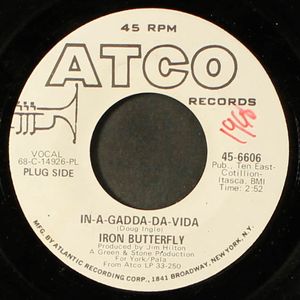 45 RPM
ATCO
RECORDS
1968
VOCAL
68-C-14926-PL
PLUG SIDE
45-6606
Pub., Ten East-
Cotillion-
Itasca, BMI
Time: 2:52
IN-A-GADDA-DA-VIDA
(Doug Ingle)
IRON BUTTERFLY
Produced by Jim Hilton
A Green & Stone Production
For York/Pala
From Atco LP 33-250
MFG. BY ATLANTIC RECORDING CORP., 1841 BROADWAY, NEW YORK, N.Y.